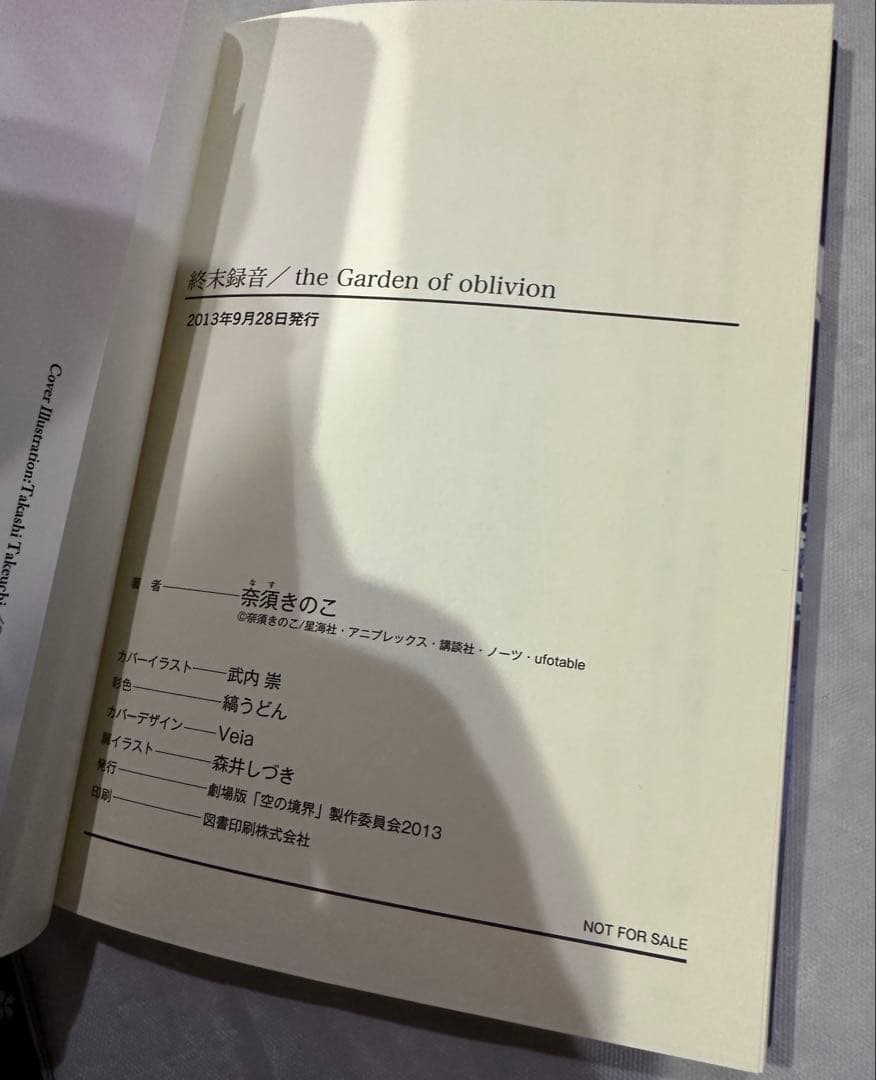 終末録音／the Garden of oblivion
2013年9月28日発行
著 者――――奈須きのこ
なす
©奈須きのこ/星海社・アニプレックス・講談社・ノーツ・ufotable
カバーイラスト――武内 崇
彩色――――縞うどん
カバーデザイン――Veia
扉イラスト――――森井しづき
発行――――劇場版「空の境界」製作委員会2013
印刷――――図書印刷株式会社
NOT FOR SALE
Cover Illustration:Takashi Takeuchi